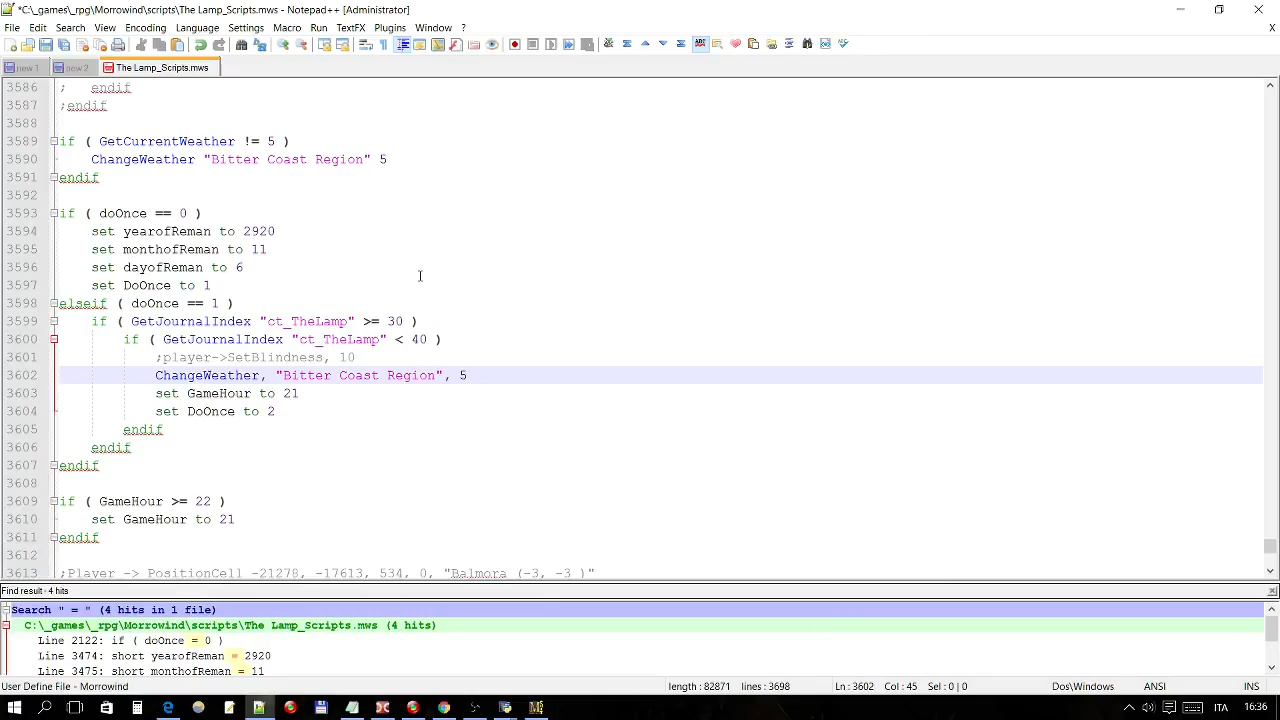 *C:\_games\_rpg\Morrowind\scripts\The Lamp_Scripts.mws - Notepad++ [Administrator]
File Edit Search View Encoding Language Settings Macro Run TextFX Plugins Window ? X
new 1 new 2 The Lamp_Scripts.mws
3586 ; endif
3587 ;endif
3588
3589 if ( GetCurrentWeather != 5 )
3590 ChangeWeather "Bitter Coast Region" 5
3591 endif
3592
3593 if ( doOnce == 0 )
3594 set yearofReman to 2920
3595 set monthofReman to 11
3596 set dayofReman to 6
3597 set DoOnce to 1
3598 elseif ( doOnce == 1 )
3599 if ( GetJournalIndex "ct_TheLamp" >= 30 )
3600 if ( GetJournalIndex "ct_TheLamp" < 40 )
3601 ;player->SetBlindness, 10
3602 ChangeWeather, "Bitter Coast Region", 5
3603 set GameHour to 21
3604 set DoOnce to 2
3605 endif
3606 endif
3607 endif
3608
3609 if ( GameHour >= 22 )
3610 set GameHour to 21
3611 endif
3612
3613 ;Player -> PositionCell -21278, -17613, 534, 0, "Balmora (-3, -3 )"
Find result - 4 hits
Search " = " (4 hits in 1 file)
C:\_games\_rpg\Morrowind\scripts\The Lamp_Scripts.mws (4 hits)
Line 2122: if ( doOnce = 0 )
Line 3474: short yearofReman = 2920
Line 3475: short monthofReman = 11
User Define File - Morrowind length : 82871 lines : 3698 Ln : 3602 Col : 45 Sel : 0 | 0 Dos\Windows ANSI INS
ITA 16:36